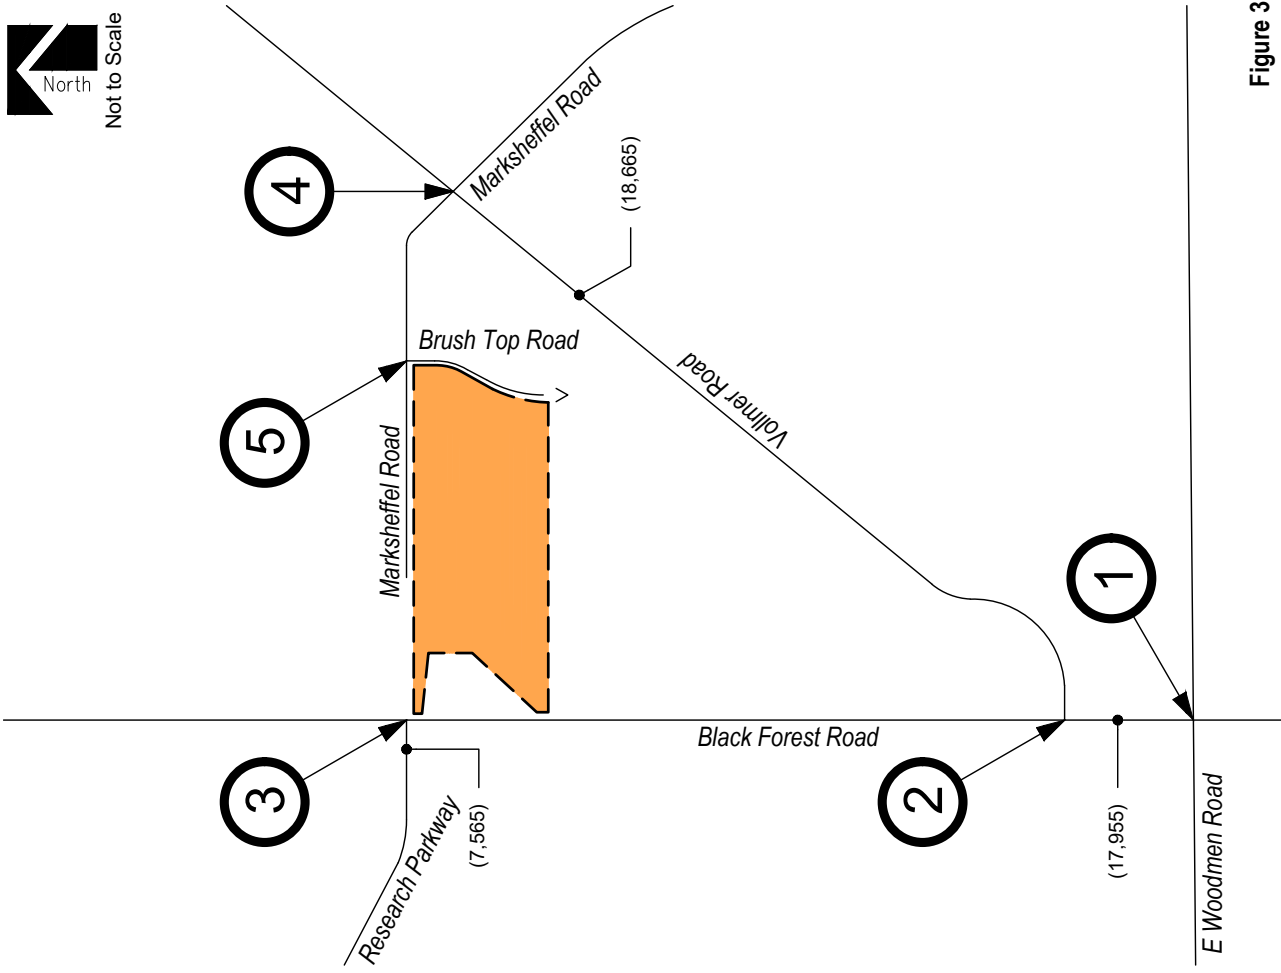 North
Not to Scale
Figure 3
4
Marksheffel Road
(18,665)
Brush Top Road
5
Marksheffel Road
Vollmer Road
1
3
Black Forest Road
2
(7,565)
Research Parkway
(17,955)
E Woodmen Road